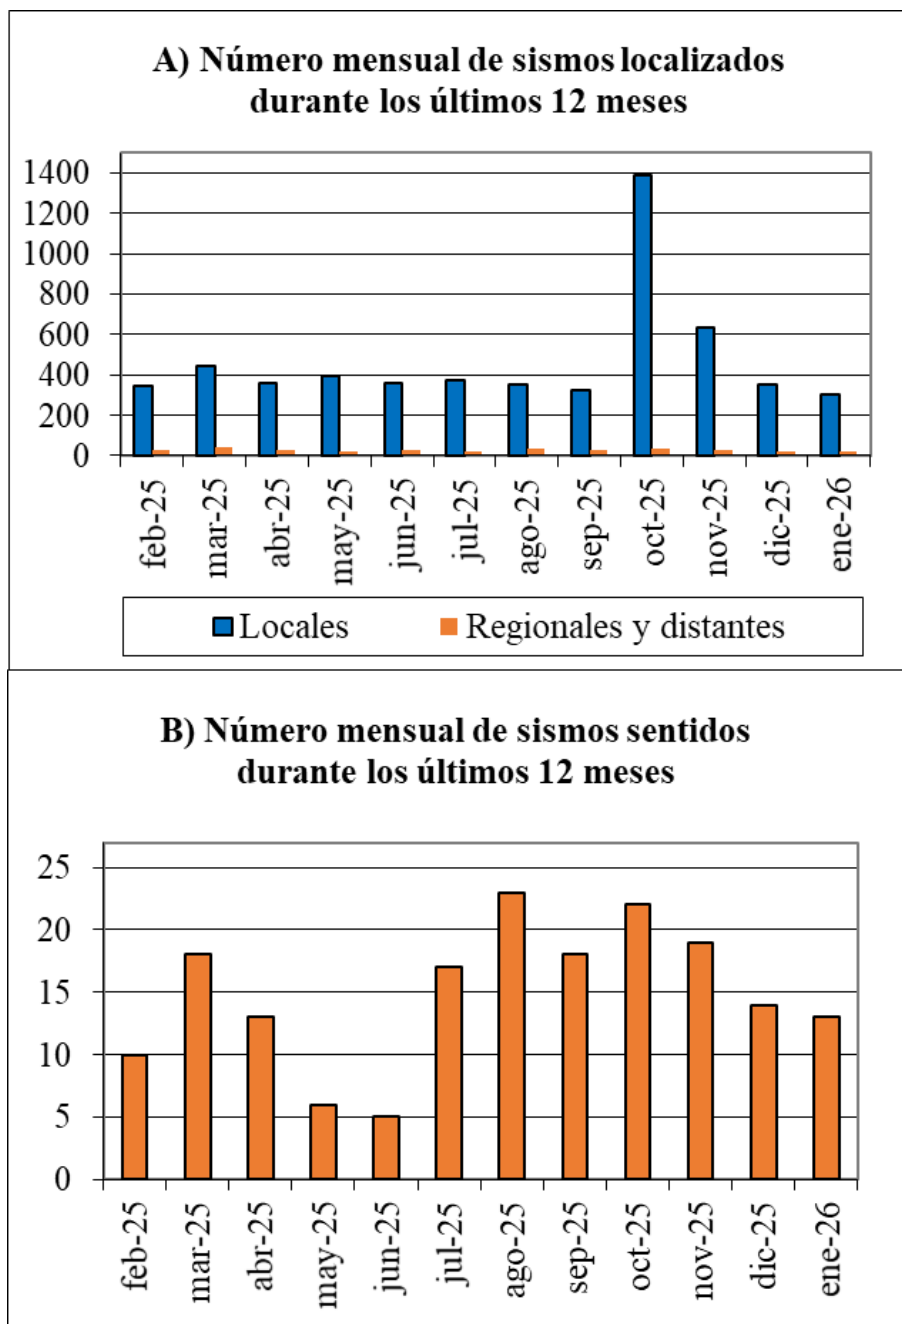 A) Número mensual de sismos localizados
durante los últimos 12 meses
1400
1200
1000
800
600
400
200
0
feb-25
mar-25
abr-25
may-25
jun-25
jul-25
ago-25
sep-25
oct-25
nov-25
dic-25
ene-26
Locales
Regionales y distantes
B) Número mensual de sismos sentidos
durante los últimos 12 meses
25
20
15
10
5
0
feb-25
mar-25
abr-25
may-25
jun-25
jul-25
ago-25
sep-25
oct-25
nov-25
dic-25
ene-26